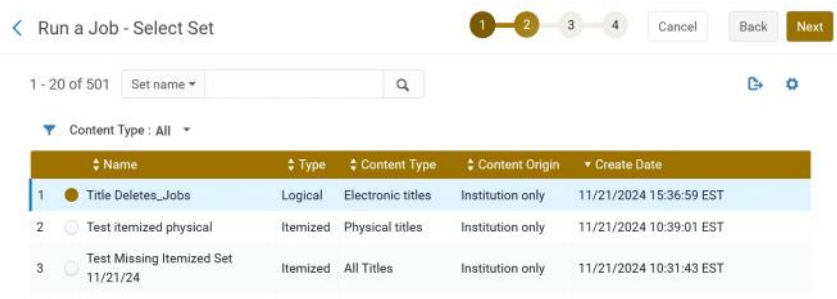 Run a Job - Select Set
1 2 3 4 Cancel Back Next
1 - 20 of 501 Set name
Content Type : All
Name Type Content Type Content Origin Create Date
1 Title Deletes_Jobs Logical Electronic titles Institution only 11/21/2024 15:36:59 EST
2 Test itemized physical Itemized Physical titles Institution only 11/21/2024 10:39:01 EST
3 Test Missing Itemized Set Itemized All Titles Institution only 11/21/2024 10:31:43 EST
11/21/24